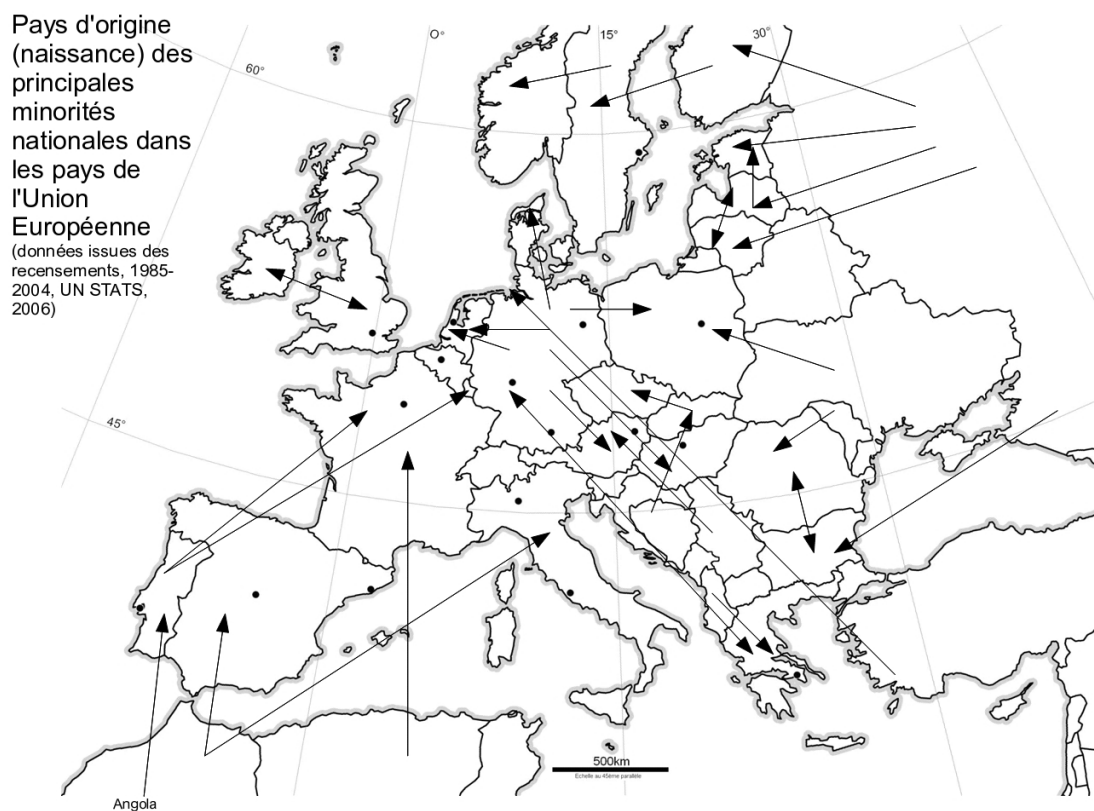 Pays d'origine
(naissance) des
principales
minorités
nationales dans
les pays de
l'Union
Européenne
(données issues des
recensements, 1985-
2004, UN STATS,
2006)
0°
15°
30°
60°
45°
500km
Echelle au 45ème parallèle
Angola